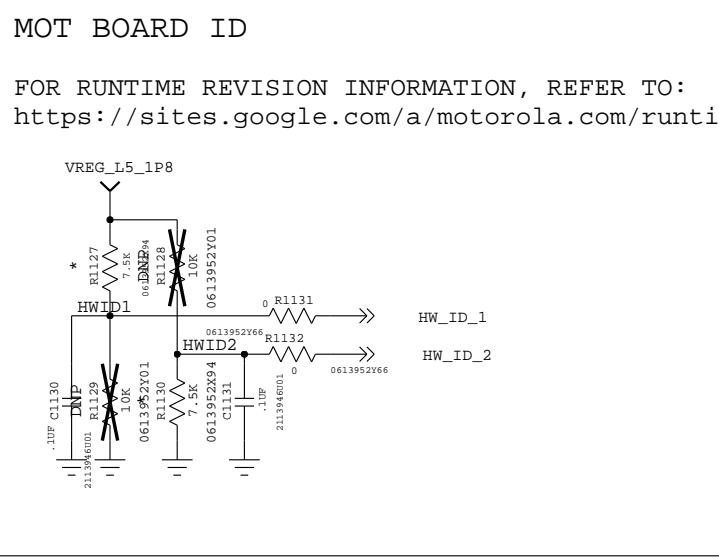 MOT BOARD ID
FOR RUNTIME REVISION INFORMATION, REFER TO:
https://sites.google.com/a/motorola.com/runti
VREG_L5_1P8
*
R1127
7.5K
DNP
R1128
10K
0613952Y01
HWID1
0
R1131
HW_ID_1
0613952Y66
HWID2
R1132
0
0613952Y66
HW_ID_2
.1UF
C1130
DNP
2113946U01
R1129
10K
0613952Y01
*
R1130
7.5K
0613952X94
C1131
.1UF
2113946U01